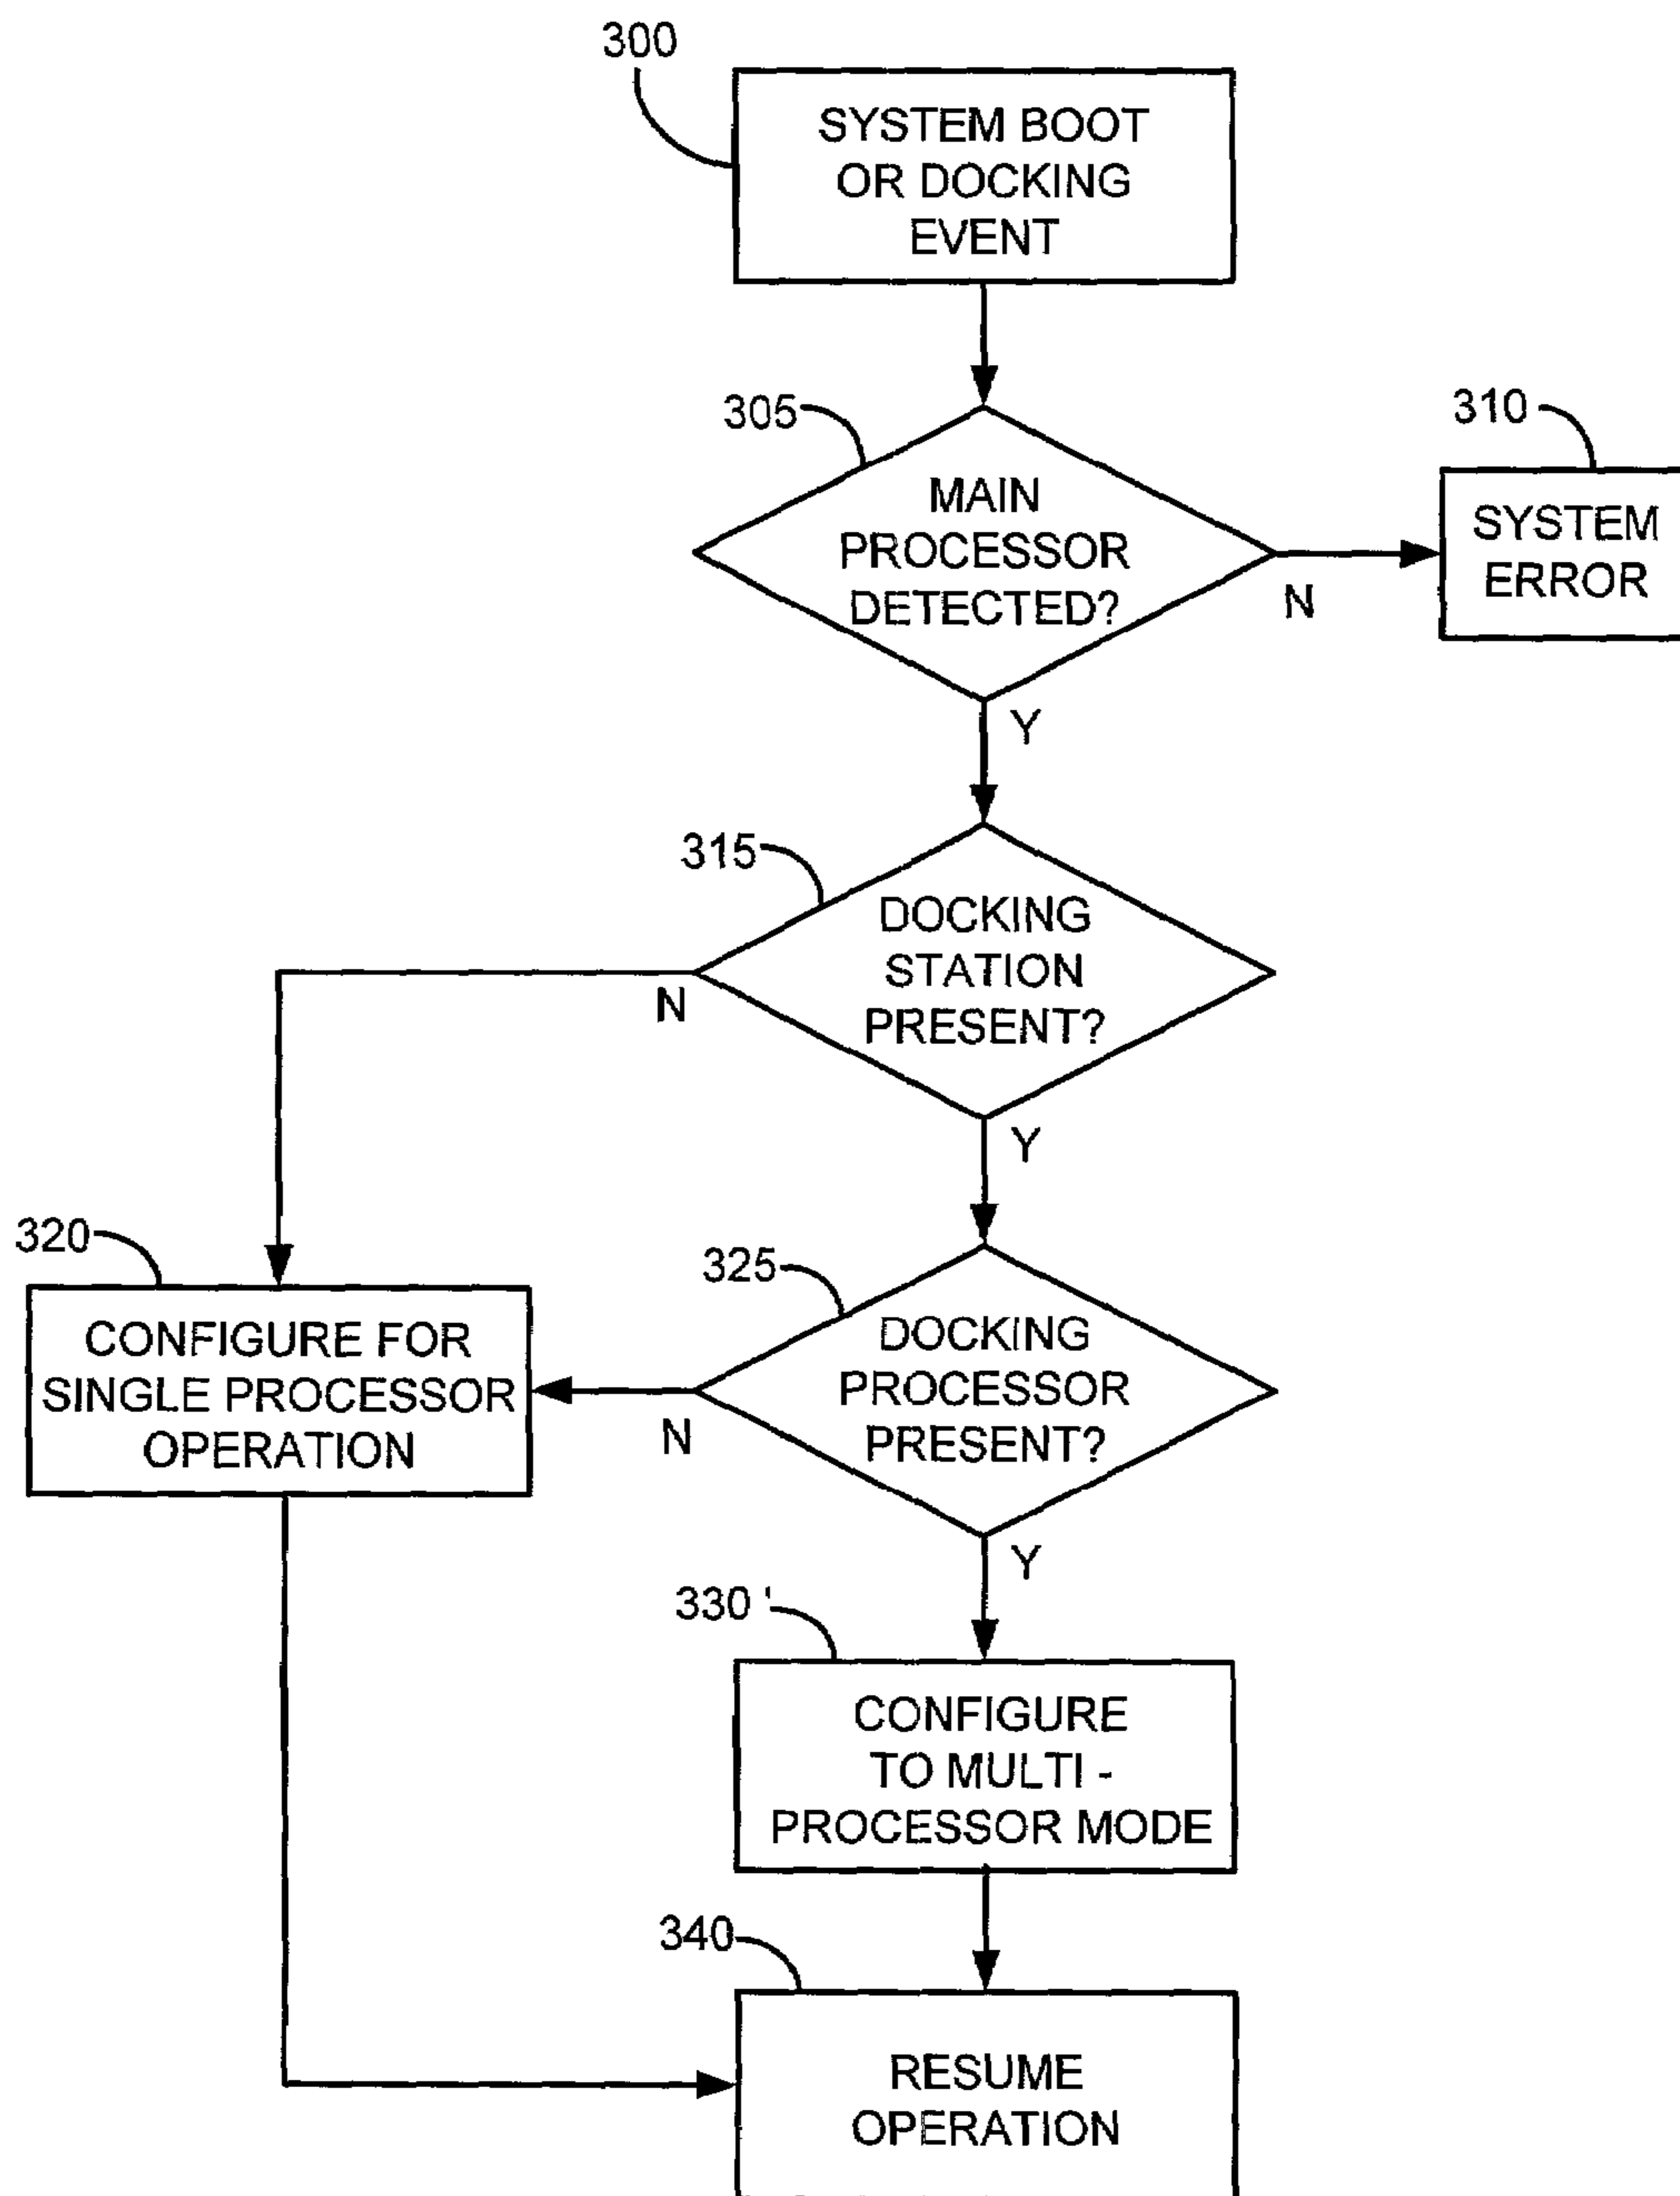 300
SYSTEM BOOT
OR DOCKING
EVENT
305
MAIN
PROCESSOR
DETECTED?
N
310
SYSTEM
ERROR
Y
315
DOCKING
STATION
PRESENT?
N
Y
320
CONFIGURE FOR
SINGLE PROCESSOR
OPERATION
325
DOCKING
PROCESSOR
PRESENT?
N
Y
330 '
CONFIGURE
TO MULTI -
PROCESSOR MODE
340
RESUME
OPERATION